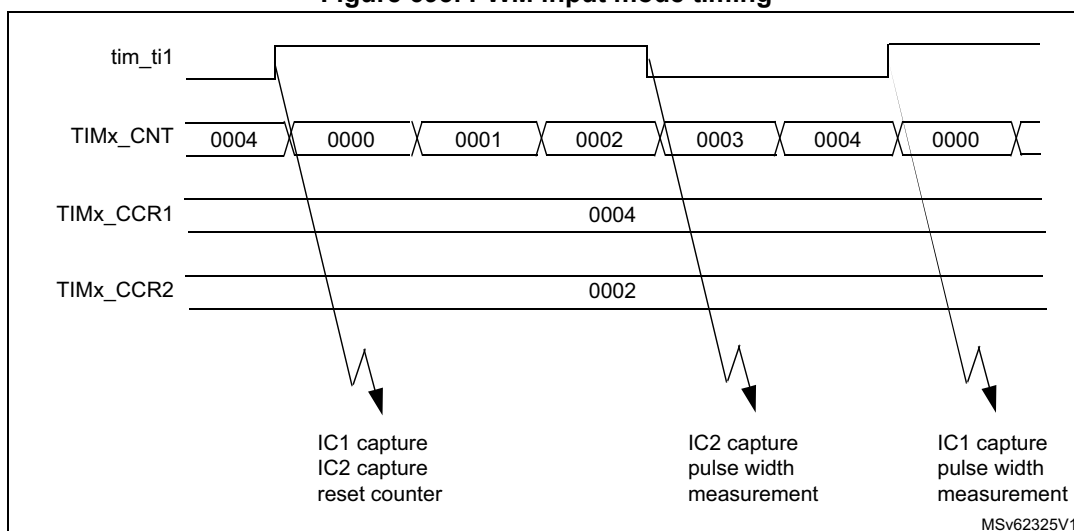 Figure PWM input mode timing
tim_ti1
TIMx_CNT 0004 0000 0001 0002 0003 0004 0000
TIMx_CCR1 0004
TIMx_CCR2 0002
IC1 capture
IC2 capture
reset counter
IC2 capture
pulse width
measurement
IC1 capture
pulse width
measurement
MSv62325V1